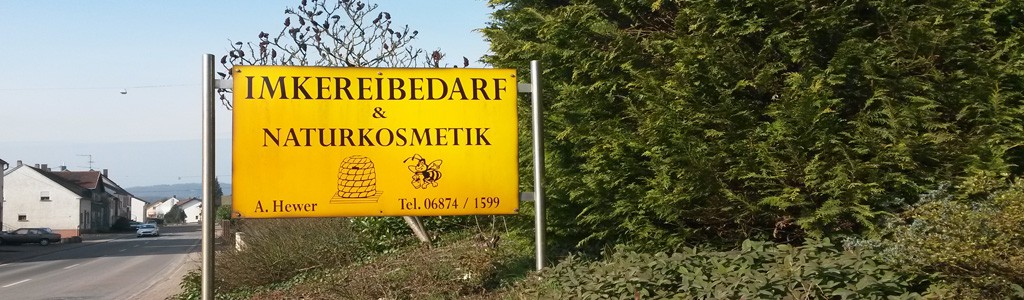 IMKEREIBEDARF
&
NATURKOSMETIK
A. Hewer Tel. 06874 / 1599